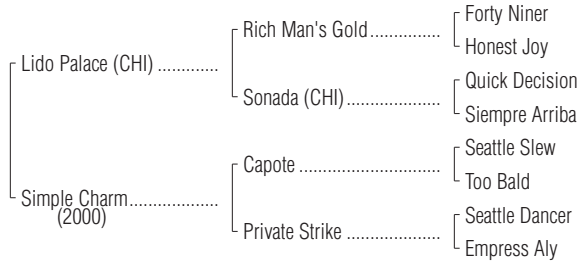 Forty Niner
Rich Man's Gold
Honest Joy
Lido Palace (CHI)
Quick Decision
Sonada (CHI)
Siempre Arriba
Seattle Slew
Capote
Too Bald
Simple Charm
(2000)
Seattle Dancer
Private Strike
Empress Aly